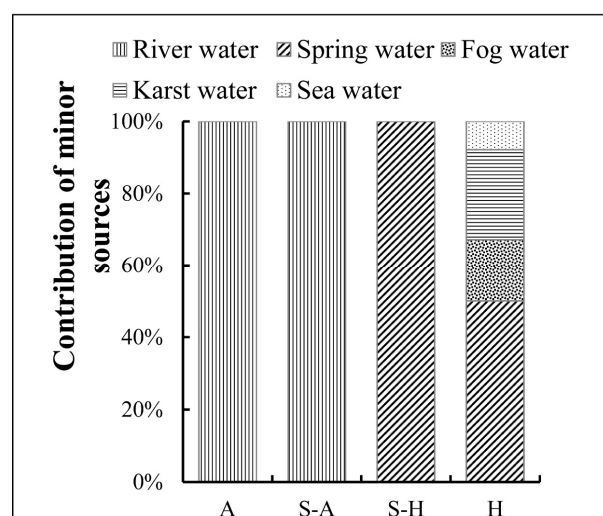 River water Spring water Fog water
Karst water Sea water
Contribution of minor
sources
100%
80%
60%
40%
20%
0%
A S-A S-H H